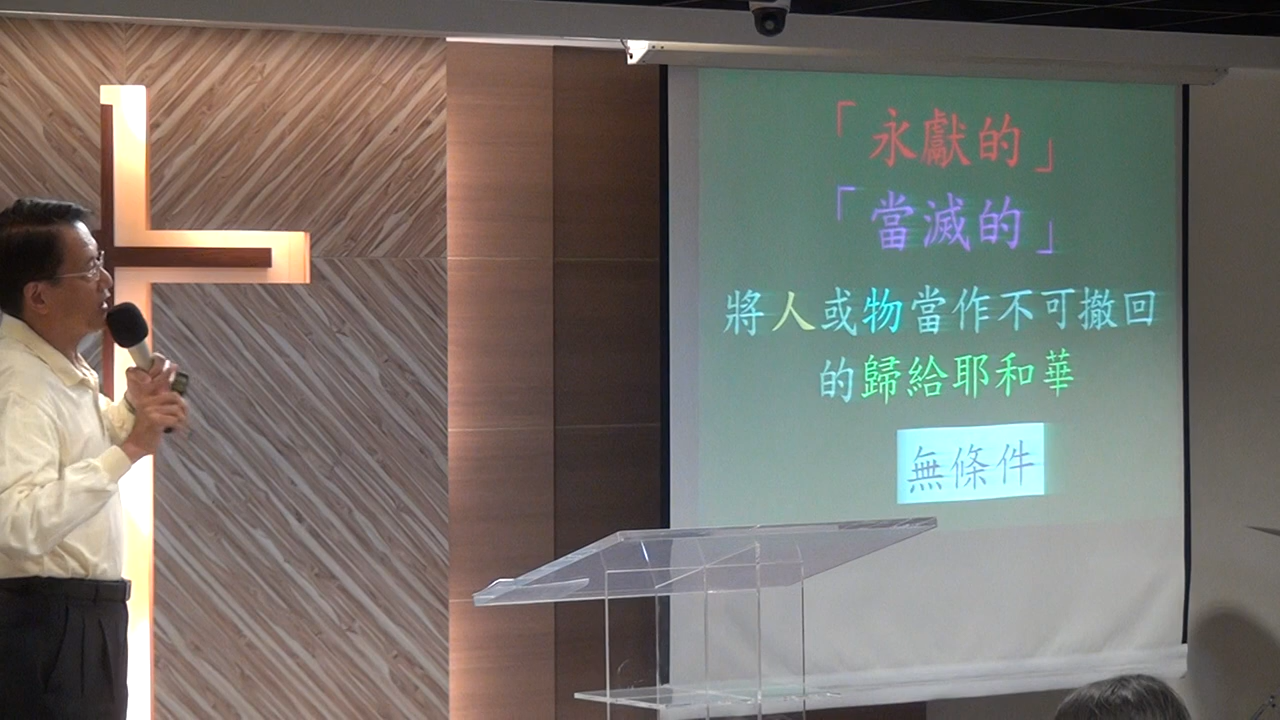 「永獻的」
「當滅的」
將人或物當作不可撤回
的歸給耶和華
無條件